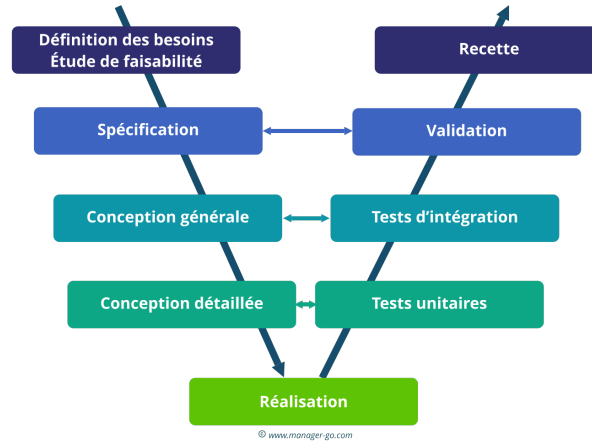 Définition des besoins
Étude de faisabilité
Recette
Spécification
Validation
Conception générale
Tests d’intégration
Conception détaillée
Tests unitaires
Réalisation
© www.manager-go.com